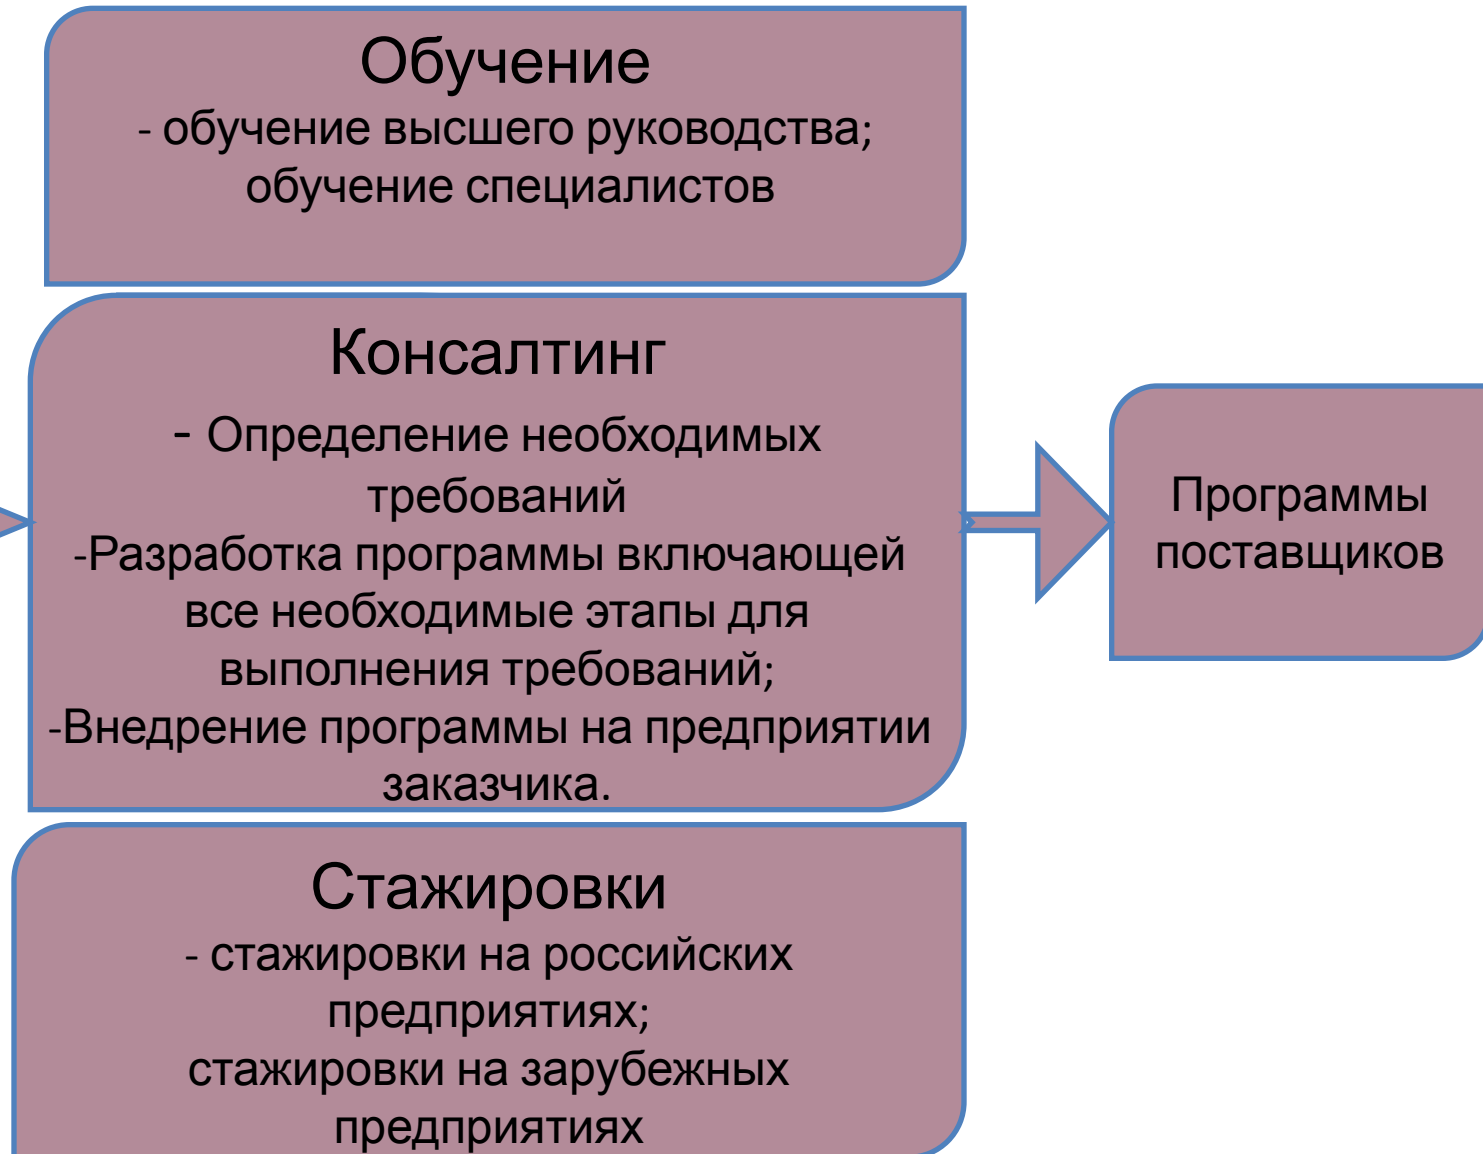 Обучение
- обучение высшего руководства;
обучение специалистов
Консалтинг
- Определение необходимых
требований
-Разработка программы включающей
все необходимые этапы для
выполнения требований;
-Внедрение программы на предприятии
заказчика.
Программы
поставщиков
Стажировки
- стажировки на российских
предприятиях;
стажировки на зарубежных
предприятиях